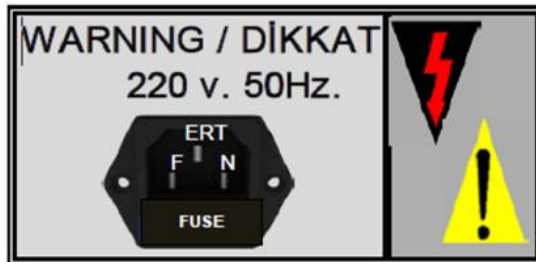 WARNING / DİKKAT
220 v. 50Hz.
ERT
F N
FUSE